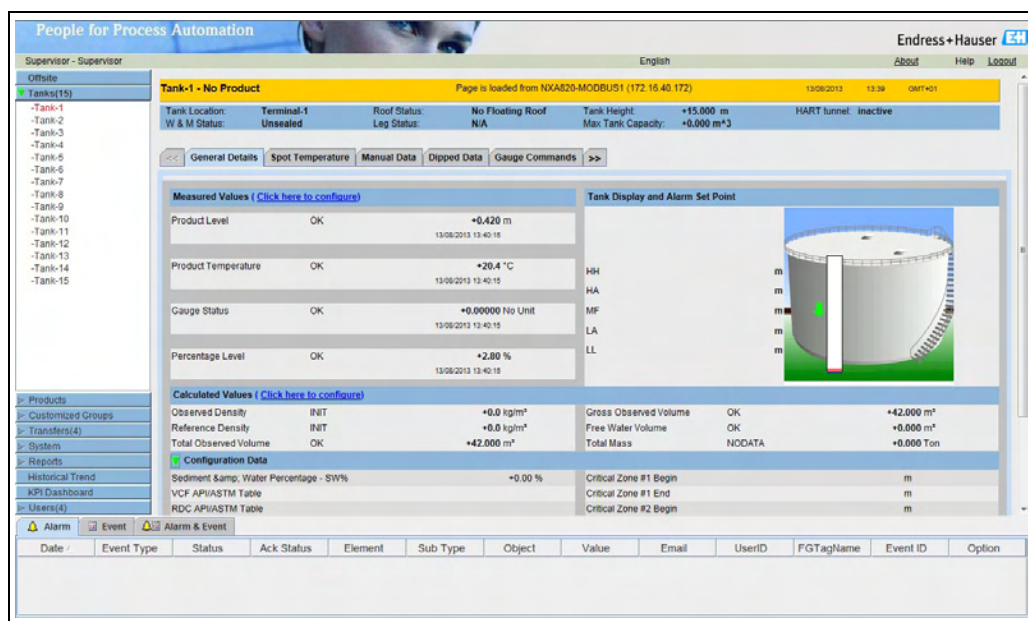 People for Process Automation
Endress+Hauser EH
Supervisor - Supervisor English About Help Logout
Offsite
Tanks(15)
-Tank-1
-Tank-2
-Tank-3
-Tank-4
-Tank-5
-Tank-6
-Tank-7
-Tank-8
-Tank-9
-Tank-10
-Tank-11
-Tank-12
-Tank-13
-Tank-14
-Tank-15
Products
Customized Groups
Transfers(4)
System
Reports
Historical Trend
KPI Dashboard
Users(4)
Tank-1 - No Product Page is loaded from NXA820-MODBUS1 (172.16.40.172) 13/08/2013 13:39 GMT+01
Tank Location: Terminal-1 Roof Status: No Floating Roof Tank Height: +15.000 m HART tunnel: inactive
W & M Status: Unsealed Leg Status: N/A Max Tank Capacity: +0.000 m^3
<< General Details Spot Temperature Manual Data Dipped Data Gauge Commands >>
Measured Values ( Click here to configure)
Product Level OK +0.420 m
13/08/2013 13:40:15
Product Temperature OK +20.4 °C
13/08/2013 13:40:15
Gauge Status OK +0.00000 No Unit
13/08/2013 13:40:15
Percentage Level OK +2.80 %
13/08/2013 13:40:15
Tank Display and Alarm Set Point
HH m
HA m
MF m
LA m
LL m
Calculated Values ( Click here to configure)
Observed Density INIT +0.0 kg/m³ Gross Observed Volume OK +42.000 m³
Reference Density INIT +0.0 kg/m³ Free Water Volume OK +0.000 m³
Total Observed Volume OK +42.000 m³ Total Mass NODATA +0.000 Ton
Configuration Data
Sediment &amp; Water Percentage - SW% +0.00 % Critical Zone #1 Begin m
VCF API/ASTM Table Critical Zone #1 End m
RDC API/ASTM Table Critical Zone #2 Begin m
Alarm Event Alarm & Event
Date Event Type Status Ack Status Element Sub Type Object Value Email UserID FGTagName Event ID Option